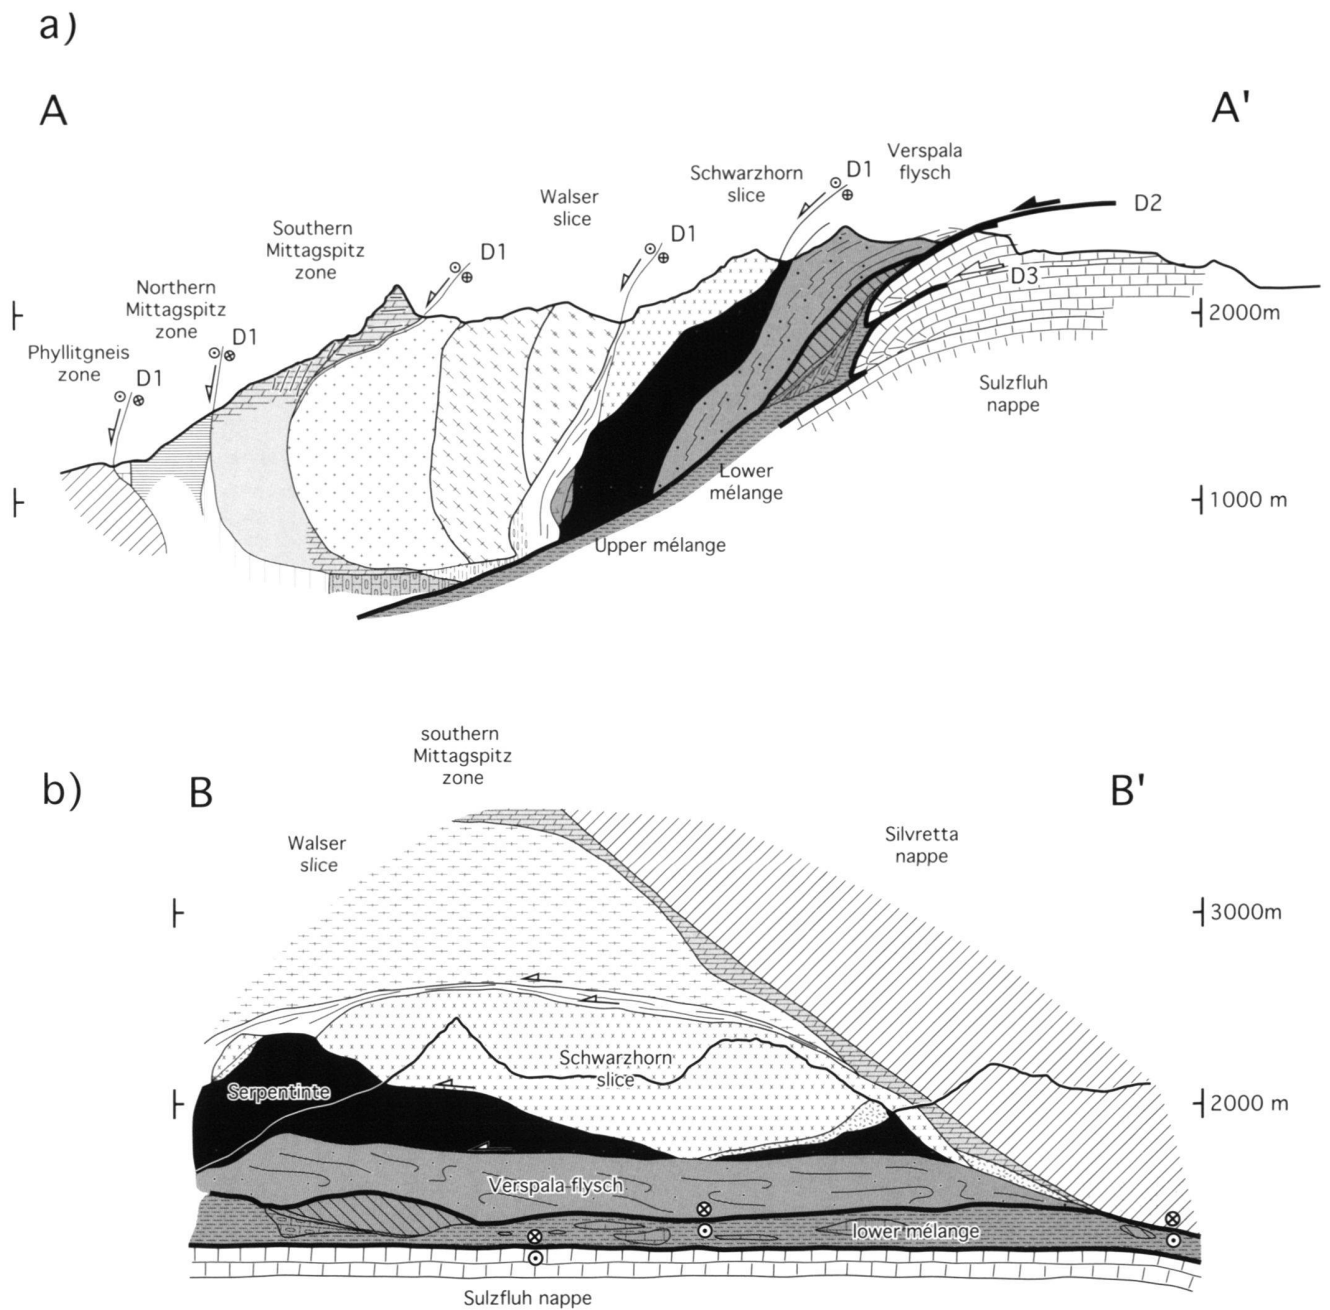 a)
A
A'
Verspala
flysch
Schwarzhorn
slice
D1
D2
Walser
slice
Southern
Mittagspitz
zone
D1
D1
D3
Northern
Mittagspitz
zone
2000m
Phyllitgneis
zone
D1
D1
Sulzfluh
nappe
Lower
mélange
1000 m
Upper mélange
southern
Mittagspitz
zone
b)
B
B'
Walser
slice
Silvretta
nappe
3000m
Schwarzhorn
slice
Serpentinte
2000 m
Verspala flysch
lower mélange
Sulzfluh nappe